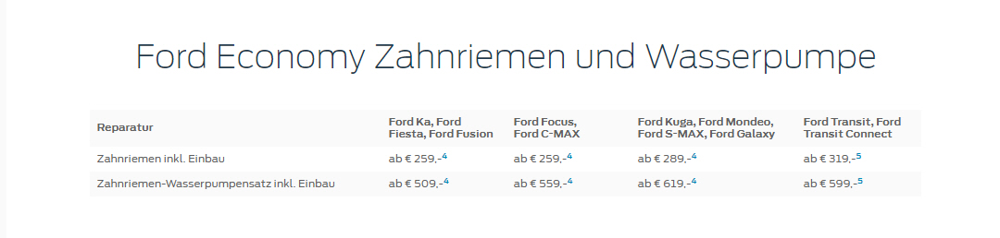 Ford Economy Zahnriemen und Wasserpumpe
Reparatur
Ford Ka, Ford
Fiesta, Ford Fusion
Ford Focus,
Ford C-MAX
Ford Kuga, Ford Mondeo,
Ford S-MAX, Ford Galaxy
Ford Transit, Ford
Transit Connect
Zahnriemen inkl. Einbau ab € 259,-4 ab € 259,-4 ab € 289,-4 ab € 319,-5
Zahnriemen-Wasserpumpensatz inkl. Einbau ab € 509,-4 ab € 559,-4 ab € 619,-4 ab € 599,-5